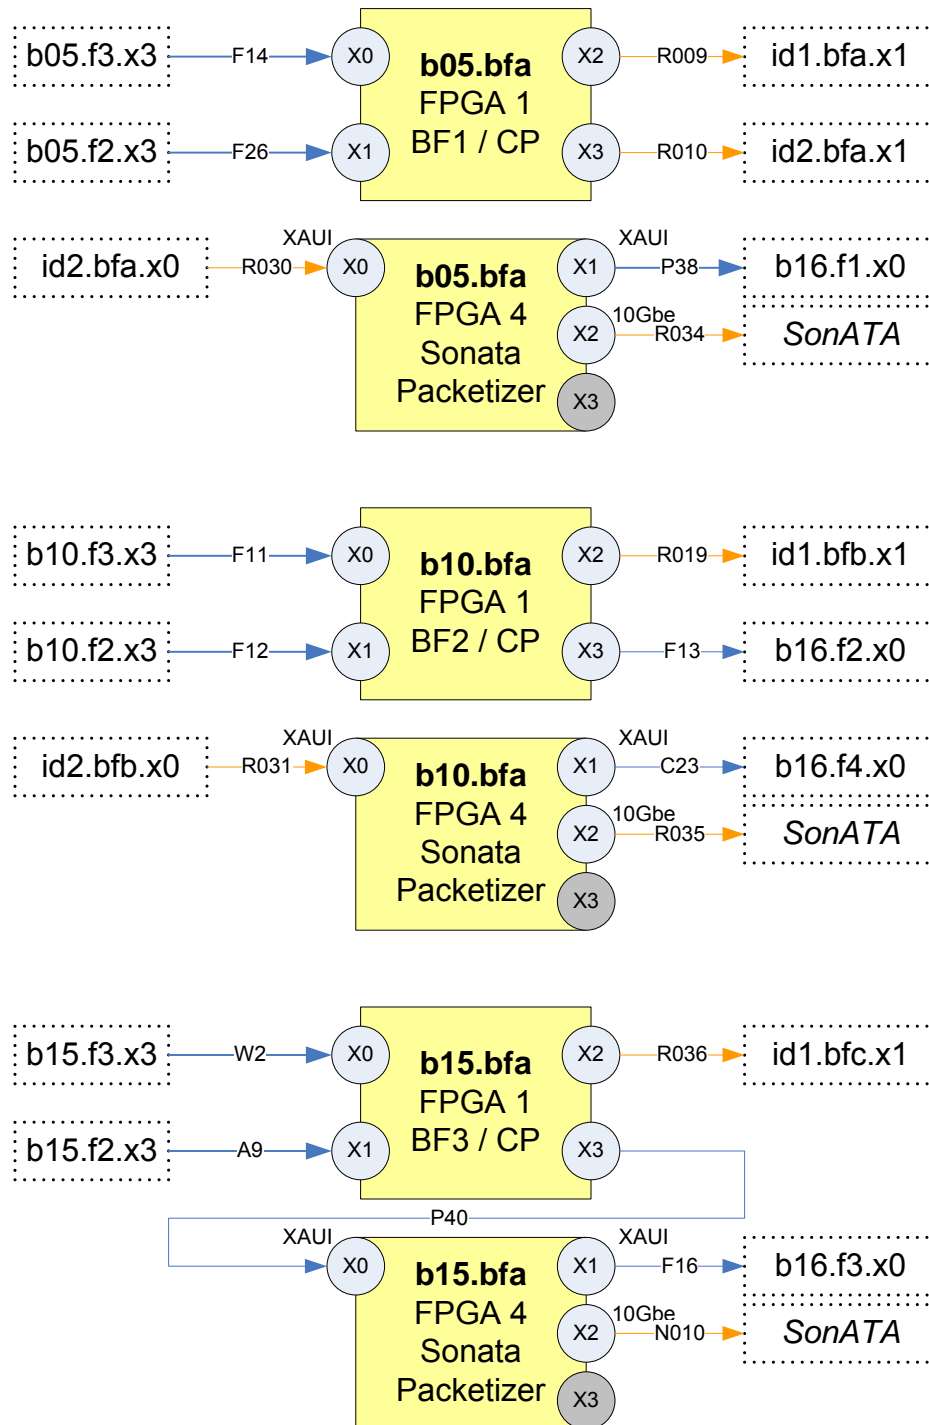 b05.f3.x3
F14
X0
b05.bfa
FPGA 1
BF1 / CP
X2
R009
id1.bfa.x1
b05.f2.x3
F26
X1
X3
R010
id2.bfa.x1
id2.bfa.x0
R030
XAUI
X0
b05.bfa
FPGA 4
Sonata
Packetizer
XAUI
X1
P38
b16.f1.x0
10Gbe
X2
R034
SonATA
X3
b10.f3.x3
F11
X0
b10.bfa
FPGA 1
BF2 / CP
X2
R019
id1.bfb.x1
b10.f2.x3
F12
X1
X3
F13
b16.f2.x0
id2.bfb.x0
R031
XAUI
X0
b10.bfa
FPGA 4
Sonata
Packetizer
XAUI
X1
C23
b16.f4.x0
10Gbe
X2
R035
SonATA
X3
b15.f3.x3
W2
X0
b15.bfa
FPGA 1
BF3 / CP
X2
R036
id1.bfc.x1
b15.f2.x3
A9
X1
X3
P40
XAUI
X0
b15.bfa
FPGA 4
Sonata
Packetizer
XAUI
X1
F16
b16.f3.x0
10Gbe
X2
N010
SonATA
X3